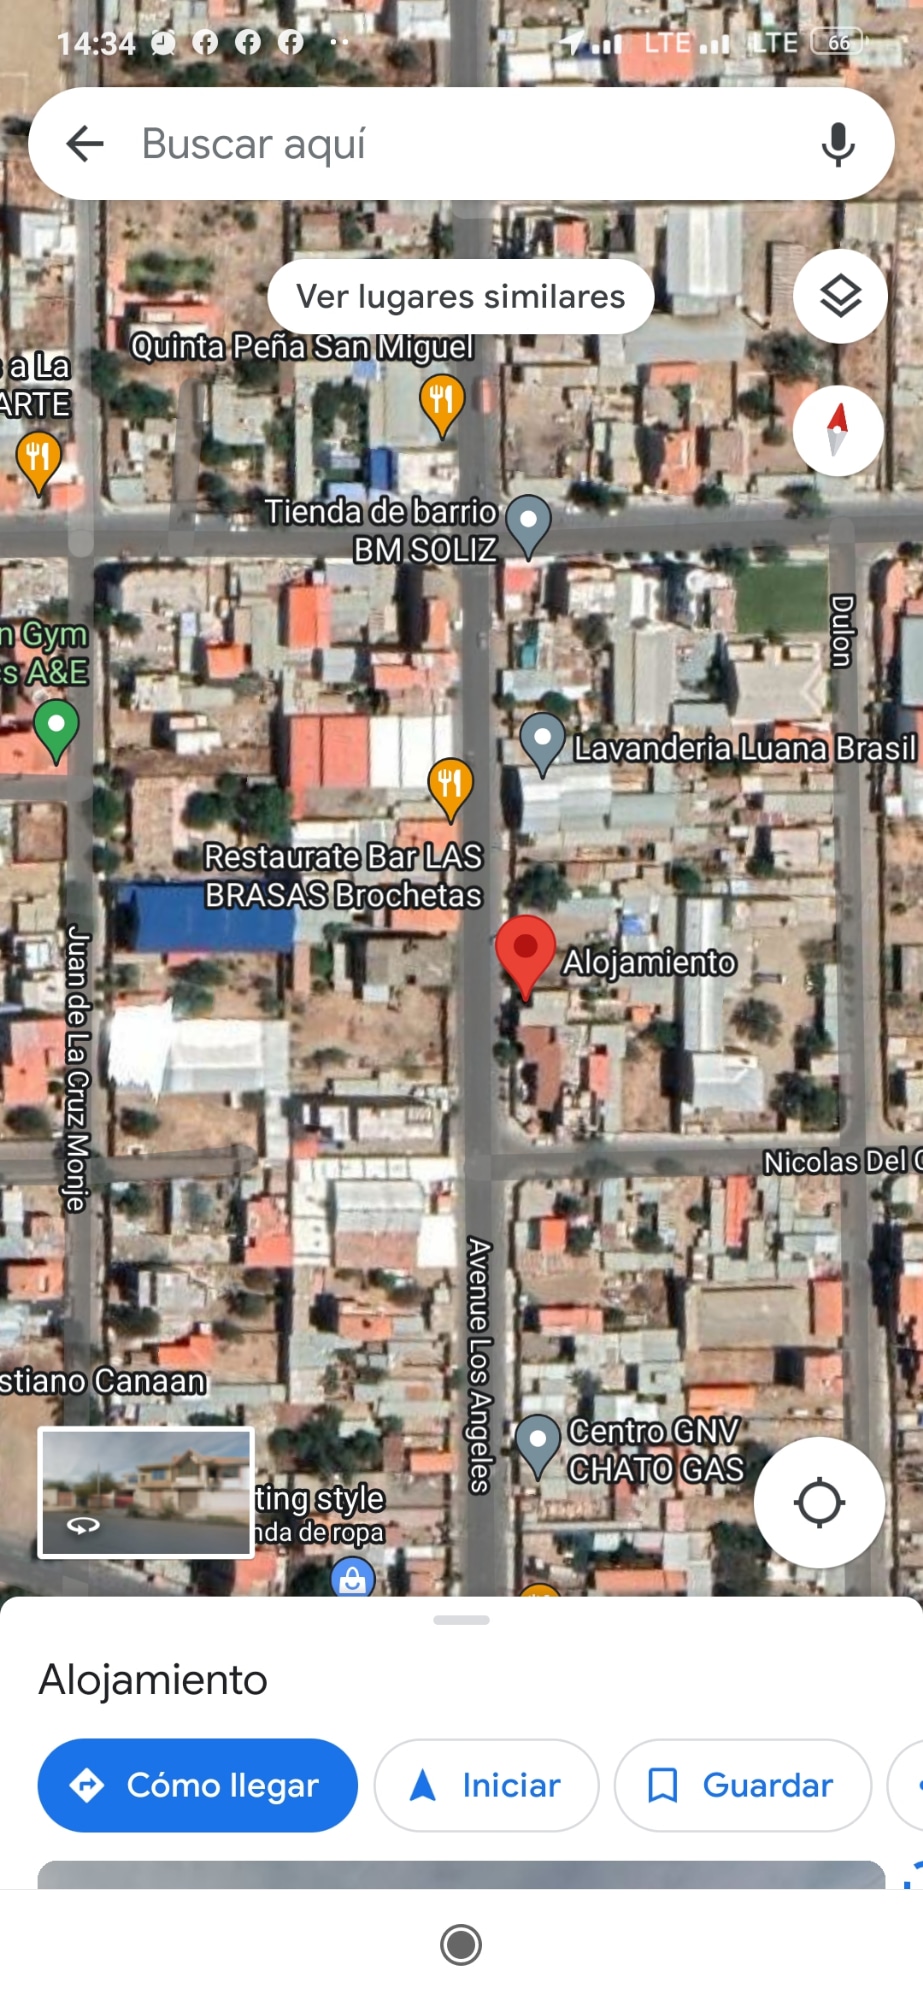 14:34
LTE
LTE
66
Buscar aquí
Ver lugares similares
Quinta Peña San Miguel
a La
ARTE
Tienda de barrio
BM SOLIZ
n Gym
s A&E
Dulon
Lavanderia Luana Brasil
Restaurate Bar LAS
BRASAS Brochetas
Alojamiento
Juan de La Cruz Monje
Nicolas Del
Avenue Los Angeles
stiano Canaan
Centro GNV
CHATO GAS
ting style
nda de ropa
Alojamiento
Cómo llegar
Iniciar
Guardar